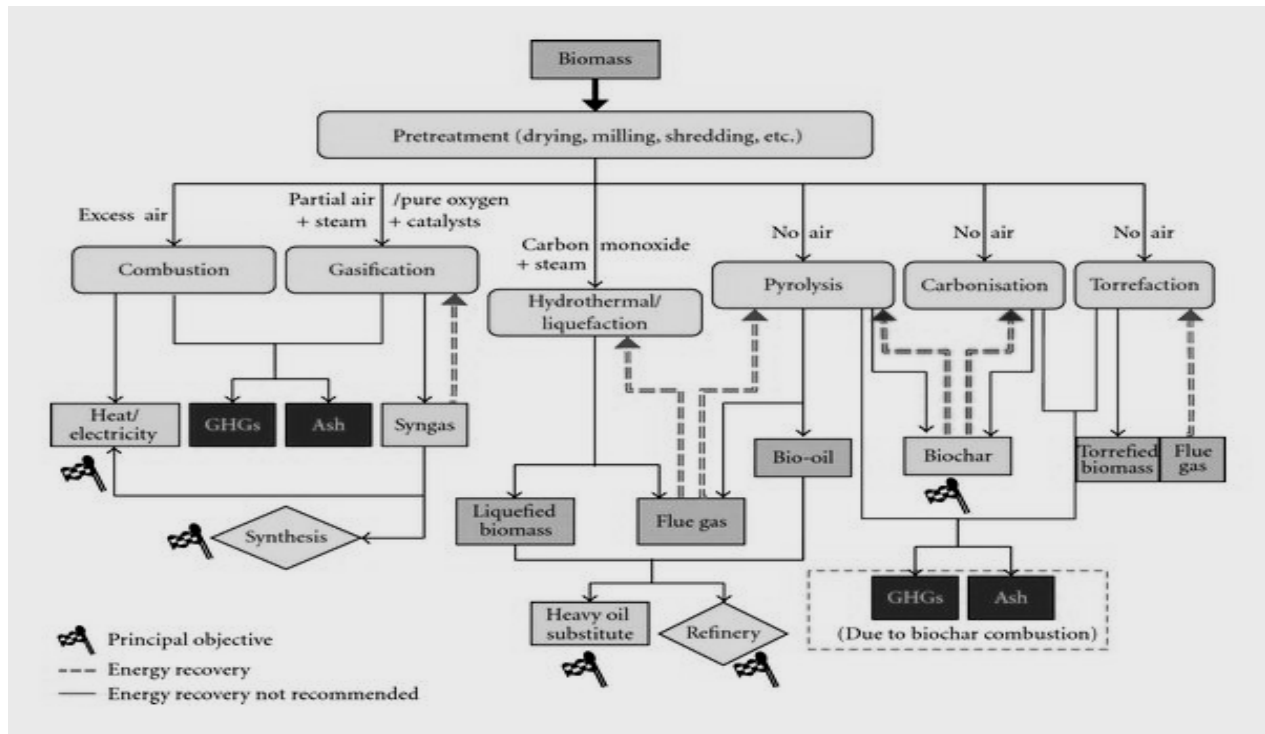 Biomass
Pretreatment (drying, milling, shredding, etc.)
Excess air
Partial air /pure oxygen
+ steam + catalysts
Carbon monoxide
+ steam
No air
No air
No air
Combustion
Gasification
Hydrothermal/
liquefaction
Pyrolysis
Carbonisation
Torrefaction
Heat/
electricity
GHGs
Ash
Syngas
Bio-oil
Biochar
Torrefied
biomass
Flue
gas
Synthesis
Liquefied
biomass
Flue gas
Heavy oil
substitute
Refinery
GHGs
Ash
(Due to biochar combustion)
Principal objective
Energy recovery
Energy recovery not recommended